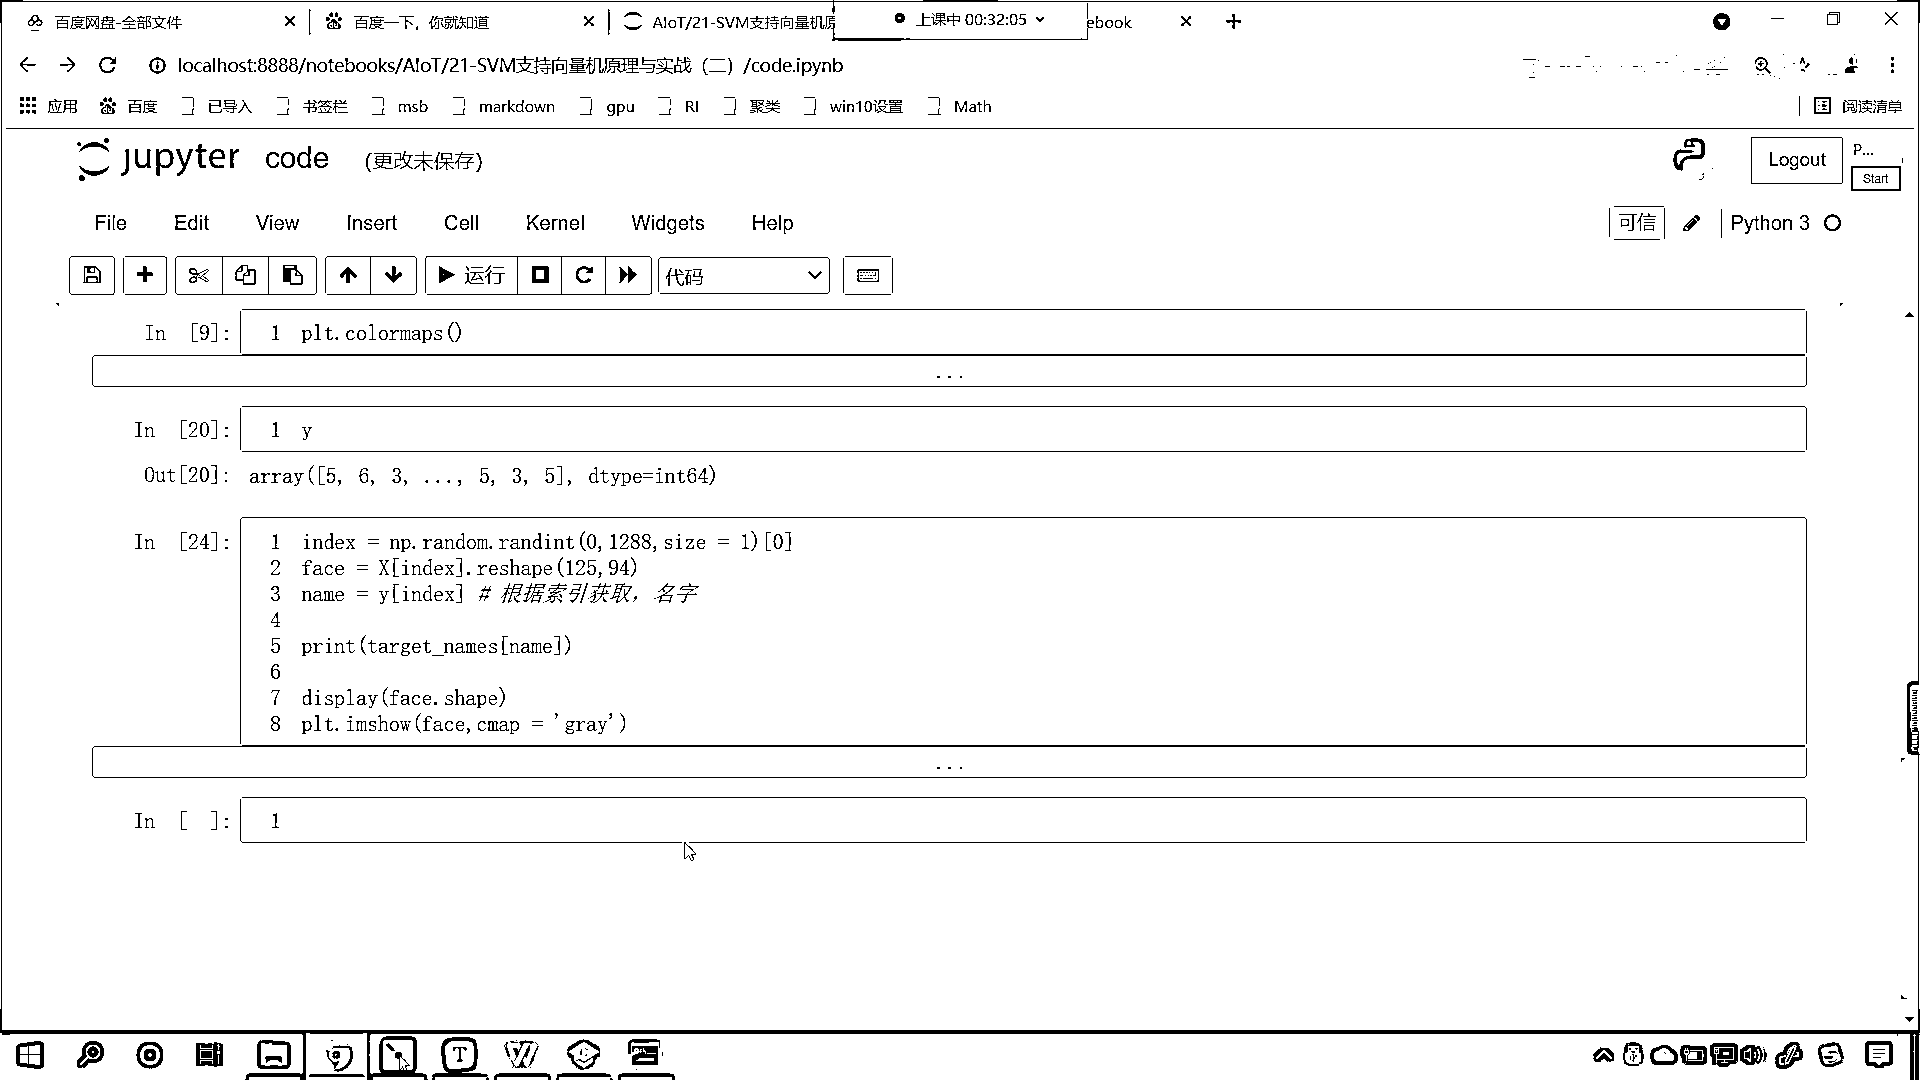 百度网盘-全部文件
百度一下，你就知道
AIoT/21-SVM支持向量机原
上课中 00:32:05
ebook
localhost:8888/notebooks/AIoT/21-SVM支持向量机原理与实战（二）/code.ipynb
应用 百度 已导入 书签栏 msb markdown gpu RI 聚类 win10设置 Math 阅读清单
jupyter code (更改未保存)
Logout
P...
Start
File Edit View Insert Cell Kernel Widgets Help
可信 Python 3
运行 代码
In [9]: 1 plt.colormaps()
...
In [20]: 1 y
Out[20]: array([5, 6, 3, ..., 5, 3, 5], dtype=int64)
In [24]: 1 index = np.random.randint(0,1288,size = 1)[0]
2 face = X[index].reshape(125,94)
3 name = y[index] # 根据索引获取，名字
4
5 print(target_names[name])
6
7 display(face.shape)
8 plt.imshow(face,cmap = 'gray')
...
In [ ]: 1